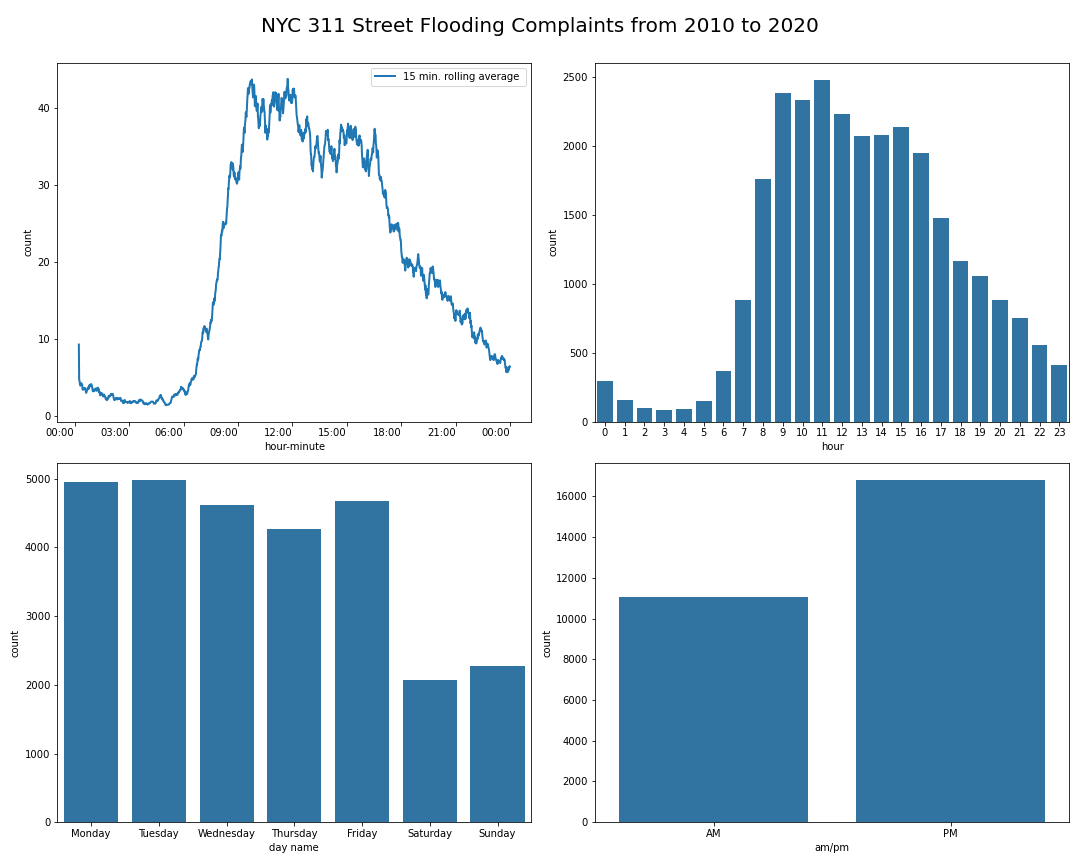 NYC 311 Street Flooding Complaints from 2010 to 2020
15 min. rolling average
count
40
30
20
10
0
00:00 03:00 06:00 09:00 12:00 15:00 18:00 21:00 00:00
hour-minute
count
2500
2000
1500
1000
500
0
0 1 2 3 4 5 6 7 8 9 10 11 12 13 14 15 16 17 18 19 20 21 22 23
hour
count
5000
4000
3000
2000
1000
0
Monday Tuesday Wednesday Thursday Friday Saturday Sunday
day name
count
16000
14000
12000
10000
8000
6000
4000
2000
0
AM PM
am/pm